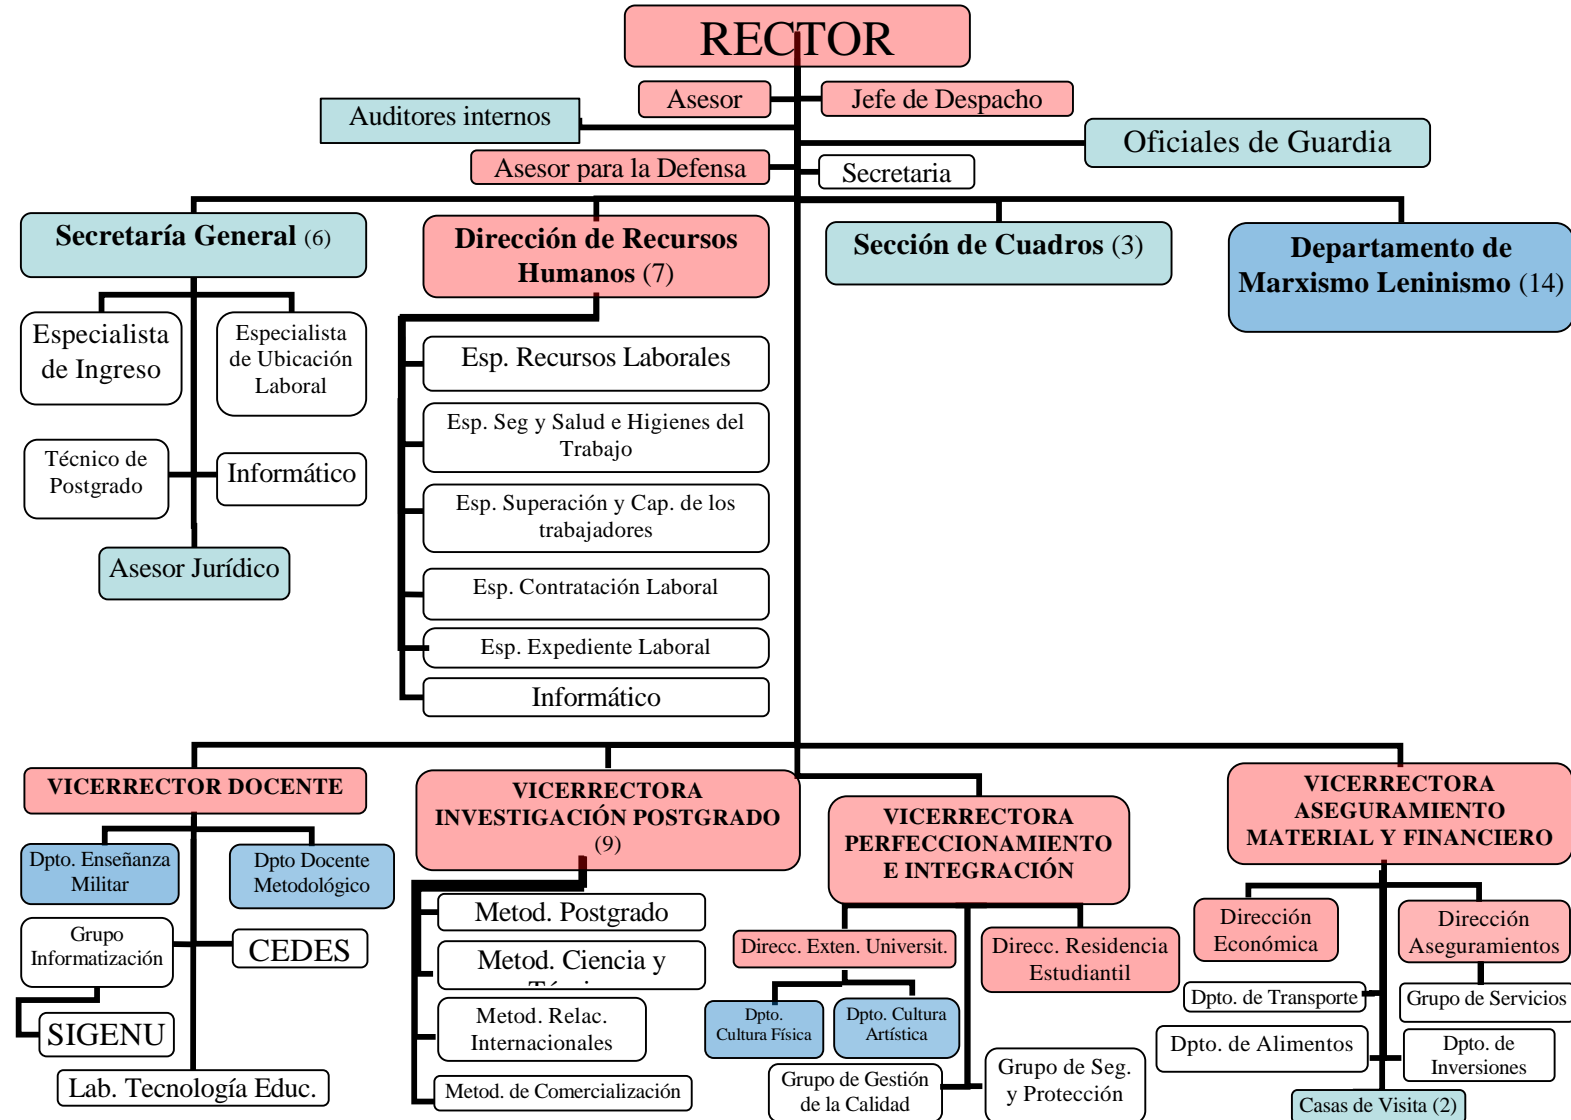 RECTOR
Asesor
Jefe de Despacho
Auditores internos
Oficiales de Guardia
Asesor para la Defensa
Secretaria
Secretaría General (6)
Dirección de Recursos
Humanos (7)
Sección de Cuadros (3)
Departamento de
Marxismo Leninismo (14)
Especialista
de Ingreso
Especialista
de Ubicación
Laboral
Técnico de
Postgrado
Informático
Asesor Jurídico
Esp. Recursos Laborales
Esp. Seg y Salud e Higienes del
Trabajo
Esp. Superación y Cap. de los
trabajadores
Esp. Contratación Laboral
Esp. Expediente Laboral
Informático
VICERRECTOR DOCENTE
Dpto. Enseñanza
Militar
Dpto Docente
Metodológico
Grupo
Informatización
CEDES
SIGENU
Lab. Tecnología Educ.
VICERRECTORA
INVESTIGACIÓN POSTGRADO
(9)
Metod. Postgrado
Metod. Ciencia y
Metod. Relac.
Internacionales
Metod. de Comercialización
VICERRECTORA
PERFECCIONAMIENTO
E INTEGRACIÓN
Direcc. Exten. Universit.
Direcc. Residencia
Estudiantil
Dpto.
Cultura Física
Dpto. Cultura
Artística
Grupo de Gestión
de la Calidad
Grupo de Seg.
y Protección
VICERRECTORA
ASEGURAMIENTO
MATERIAL Y FINANCIERO
Dirección
Económica
Dirección
Aseguramientos
Dpto. de Transporte
Grupo de Servicios
Dpto. de Alimentos
Dpto. de
Inversiones
Casas de Visita (2)